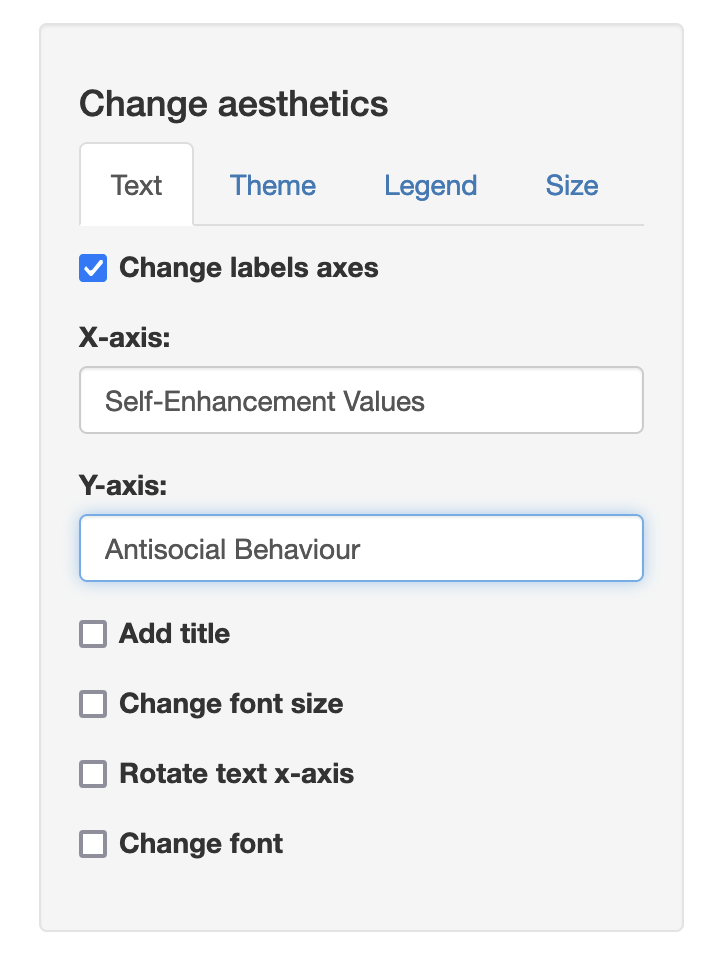 Change aesthetics
Text Theme Legend Size
Change labels axes
X-axis:
Self-Enhancement Values
Y-axis:
Antisocial Behaviour
Add title
Change font size
Rotate text x-axis
Change font